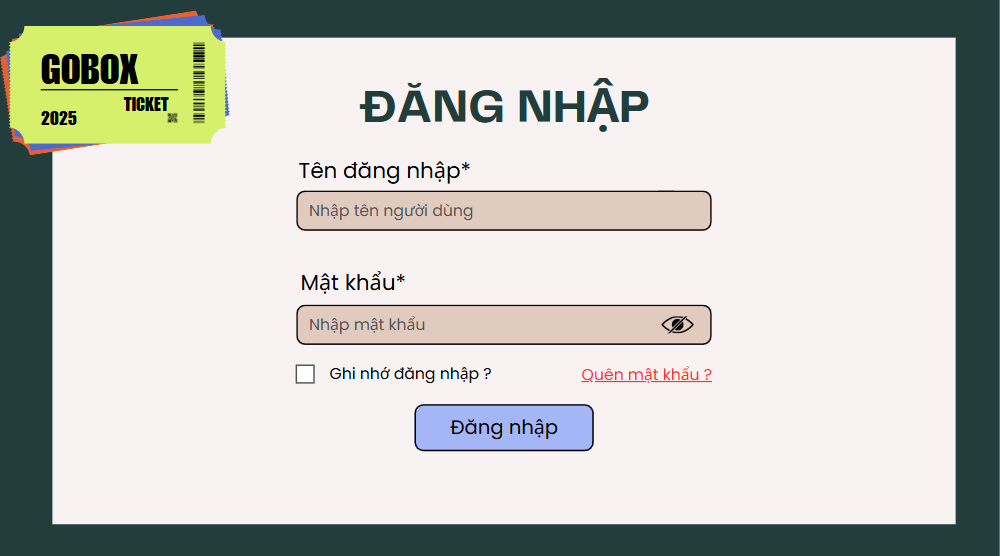 GOBOX
TICKET
2025
ĐĂNG NHẬP
Tên đăng nhập*
Nhập tên người dùng
Mật khẩu*
Nhập mật khẩu
Ghi nhớ đăng nhập ?
Quên mật khẩu ?
Đăng nhập